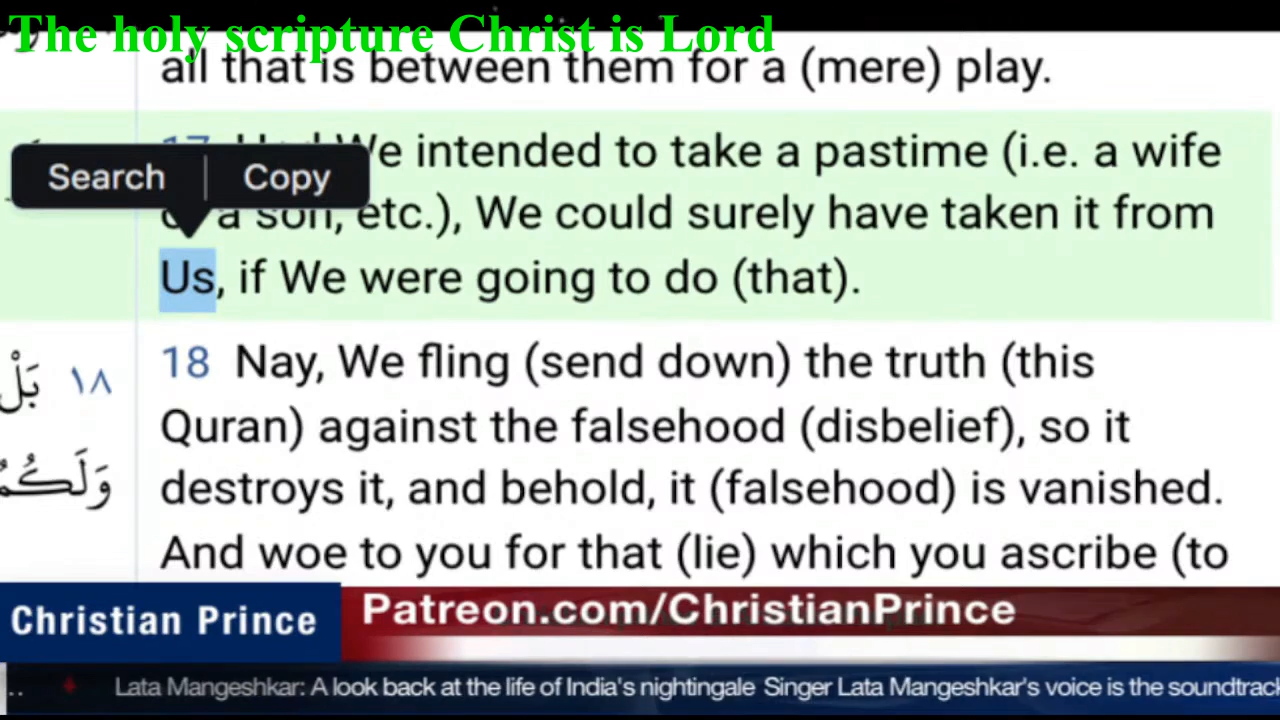 The holy scripture Christ is Lord
all that is between them for a (mere) play.
We intended to take a pastime (i.e. a wife
Search
Copy
a son, etc.), We could surely have taken it from
Us, if We were going to do (that).
18 Nay, We fling (send down) the truth (this
١٨ بَلْ
Quran) against the falsehood (disbelief), so it
destroys it, and behold, it (falsehood) is vanished.
وَلَكُمُ
And woe to you for that (lie) which you ascribe (to
Christian Prince
Patreon.com/ChristianPrince
.. Lata Mangeshkar: A look back at the life of India's nightingale Singer Lata Mangeshkar's voice is the soundtrac